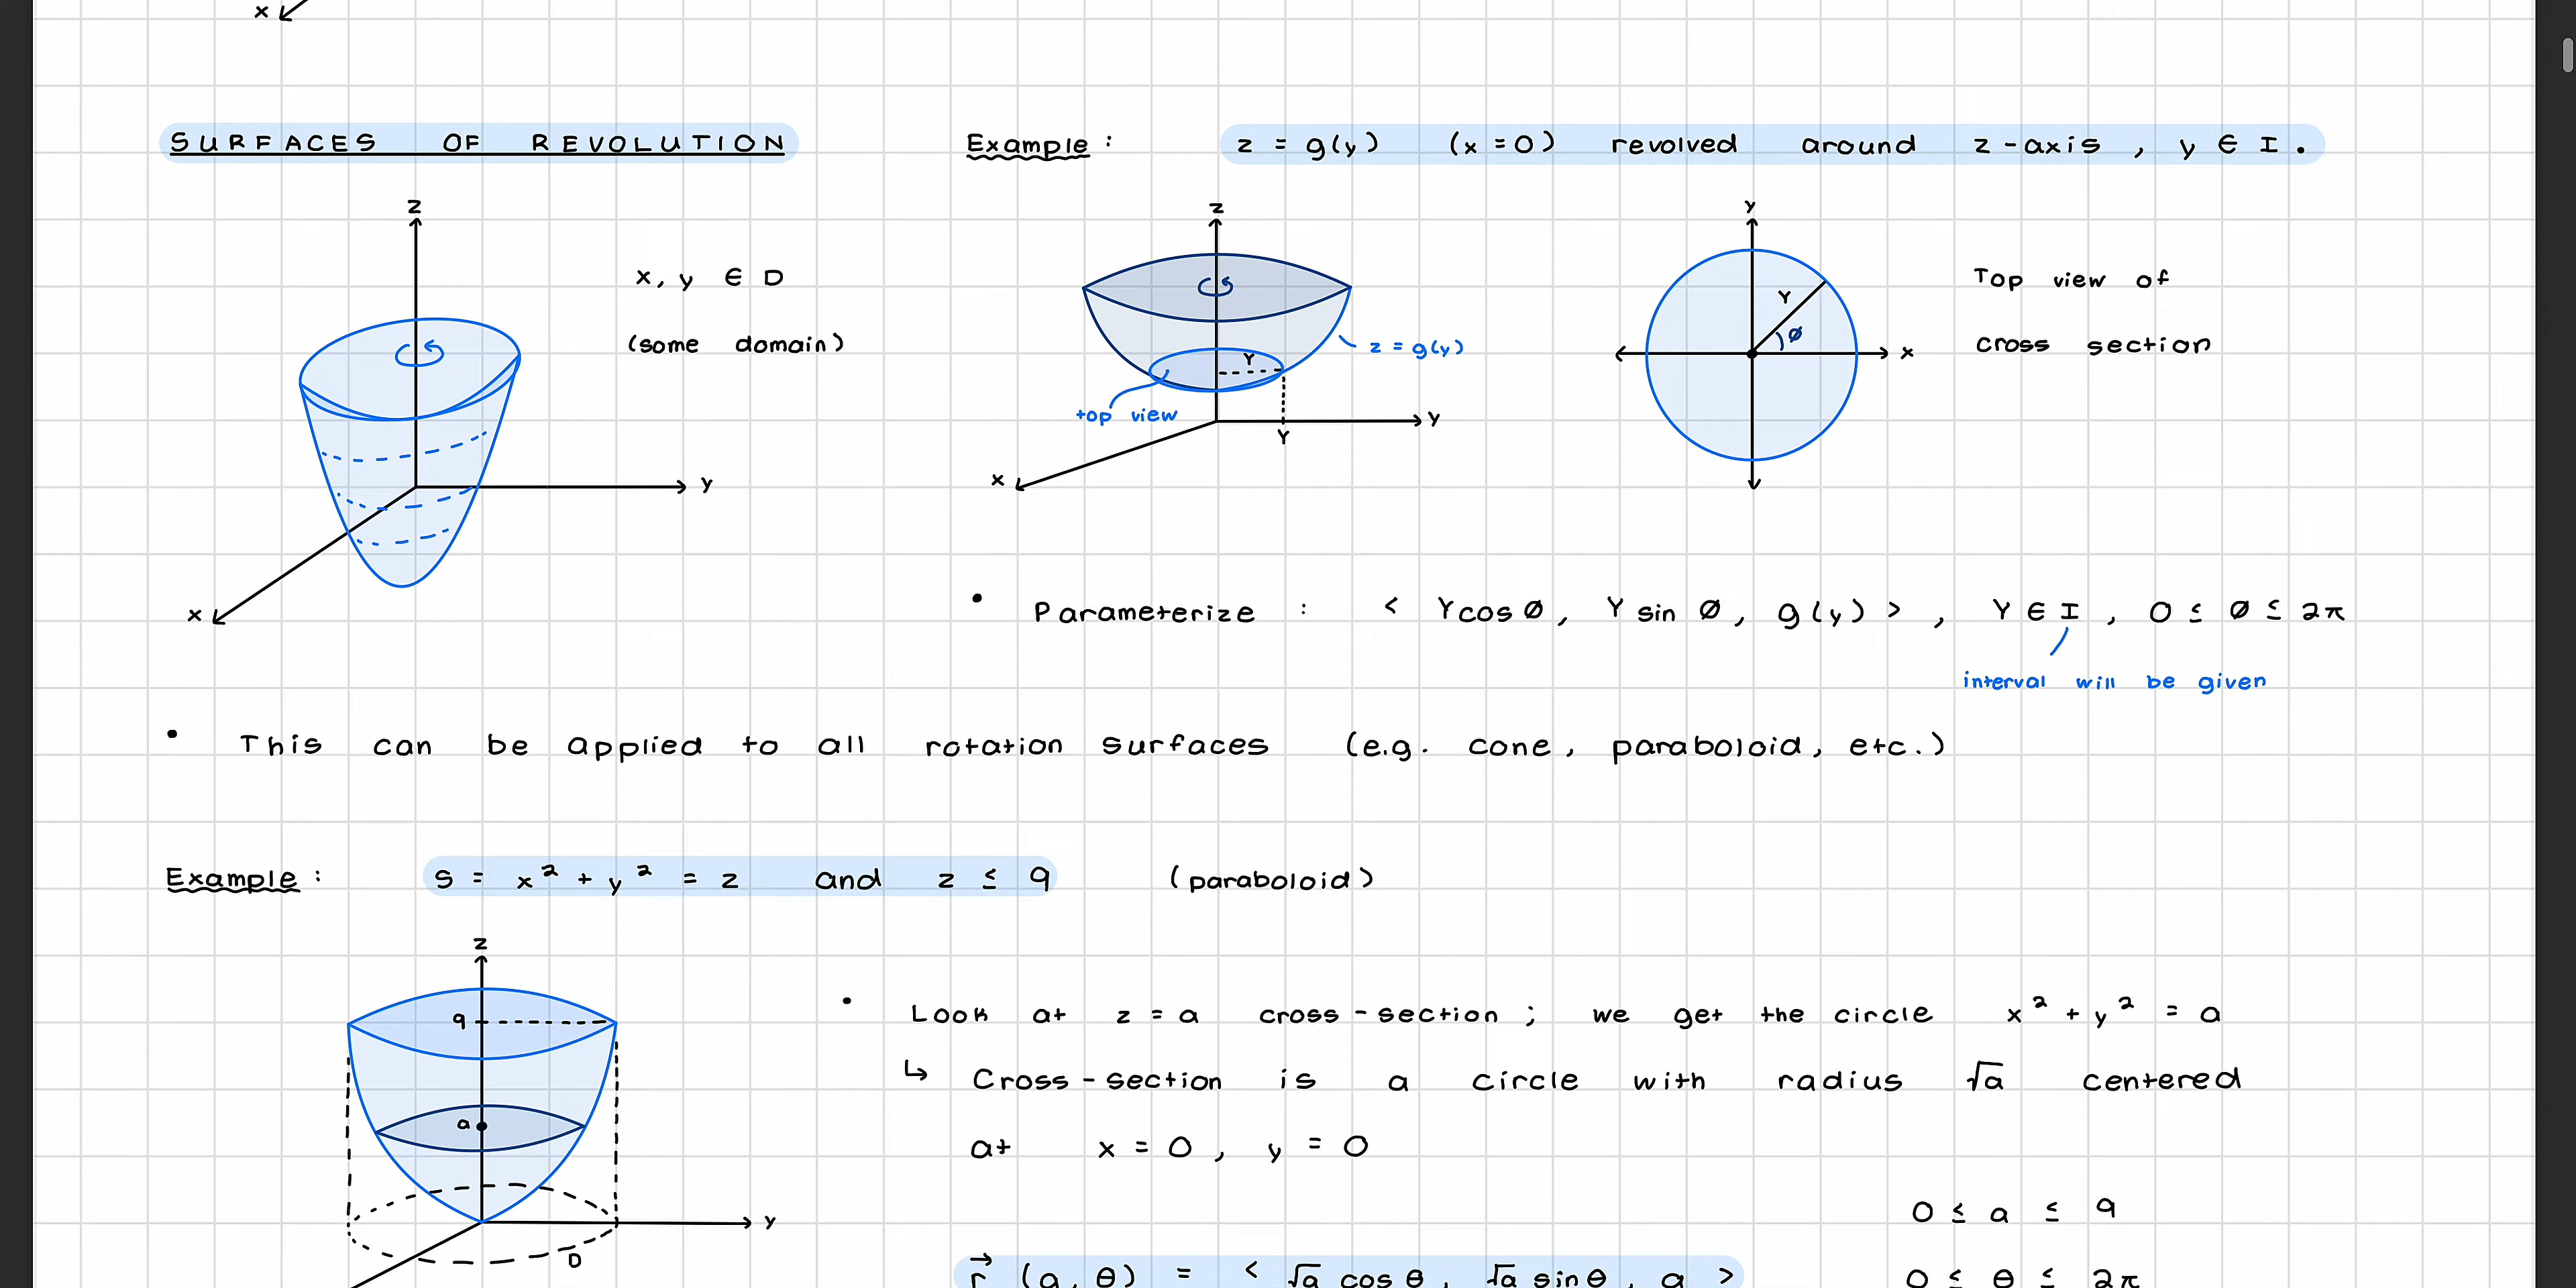 x
SURFACES OF REVOLUTION
z
x, y ∈ D
(some domain)
y
x
Example : z = g(y) (x = 0) revolved around z-axis , y ∈ I .
z
Y
z = g(y)
top view
Y
y
x
y
Y
ø
x
Top view of
cross section
• Parameterize : < Y cos ø, Y sin ø, g(y) > , Y ∈ I , 0 ≤ ø ≤ 2π
interval will be given
• This can be applied to all rotation surfaces (e.g. cone, paraboloid, etc.)
Example : S = x² + y² = z and z ≤ 9 (paraboloid)
z
9
a
y
D
• Look at z = a cross-section ; we get the circle x² + y² = a
↳ Cross-section is a circle with radius √a centered
at x = 0 , y = 0
0 ≤ a ≤ 9
r⃗ (a, θ) = < √a cos θ, √a sin θ, a >
0 ≤ θ ≤ 2π